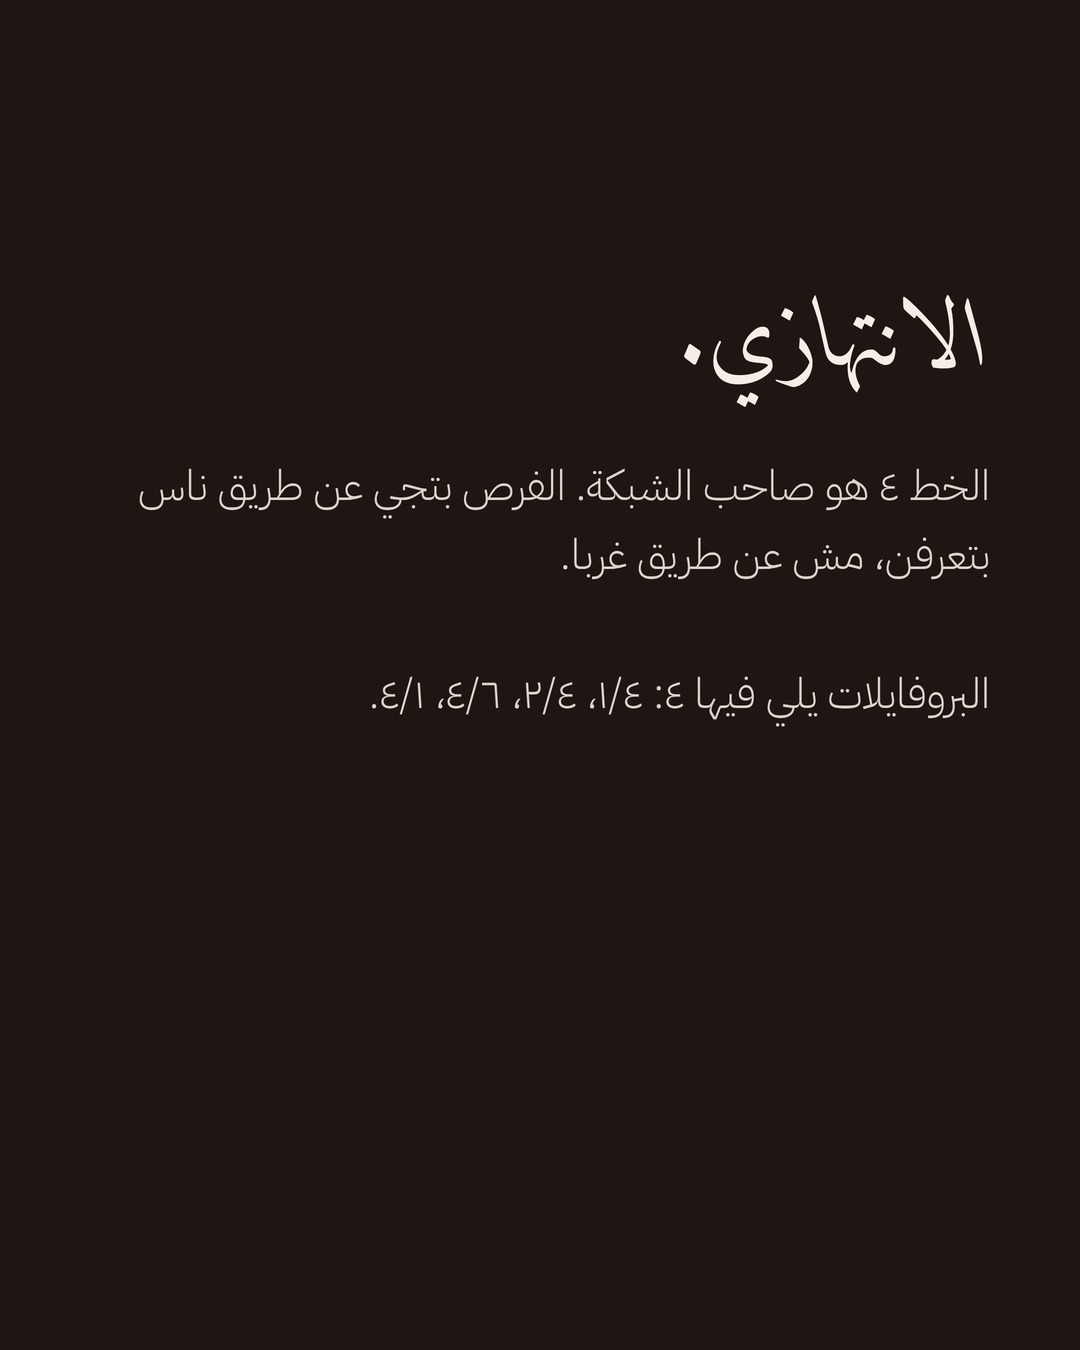 الانتهازي.
الخط ٤ هو صاحب الشبكة. الفرص بتجي عن طريق ناس
بتعرفن، مش عن طريق غربا.
البروفايلات يلي فيها ٤: ١/٤، ٢/٤، ٤/٦، ٤/١.